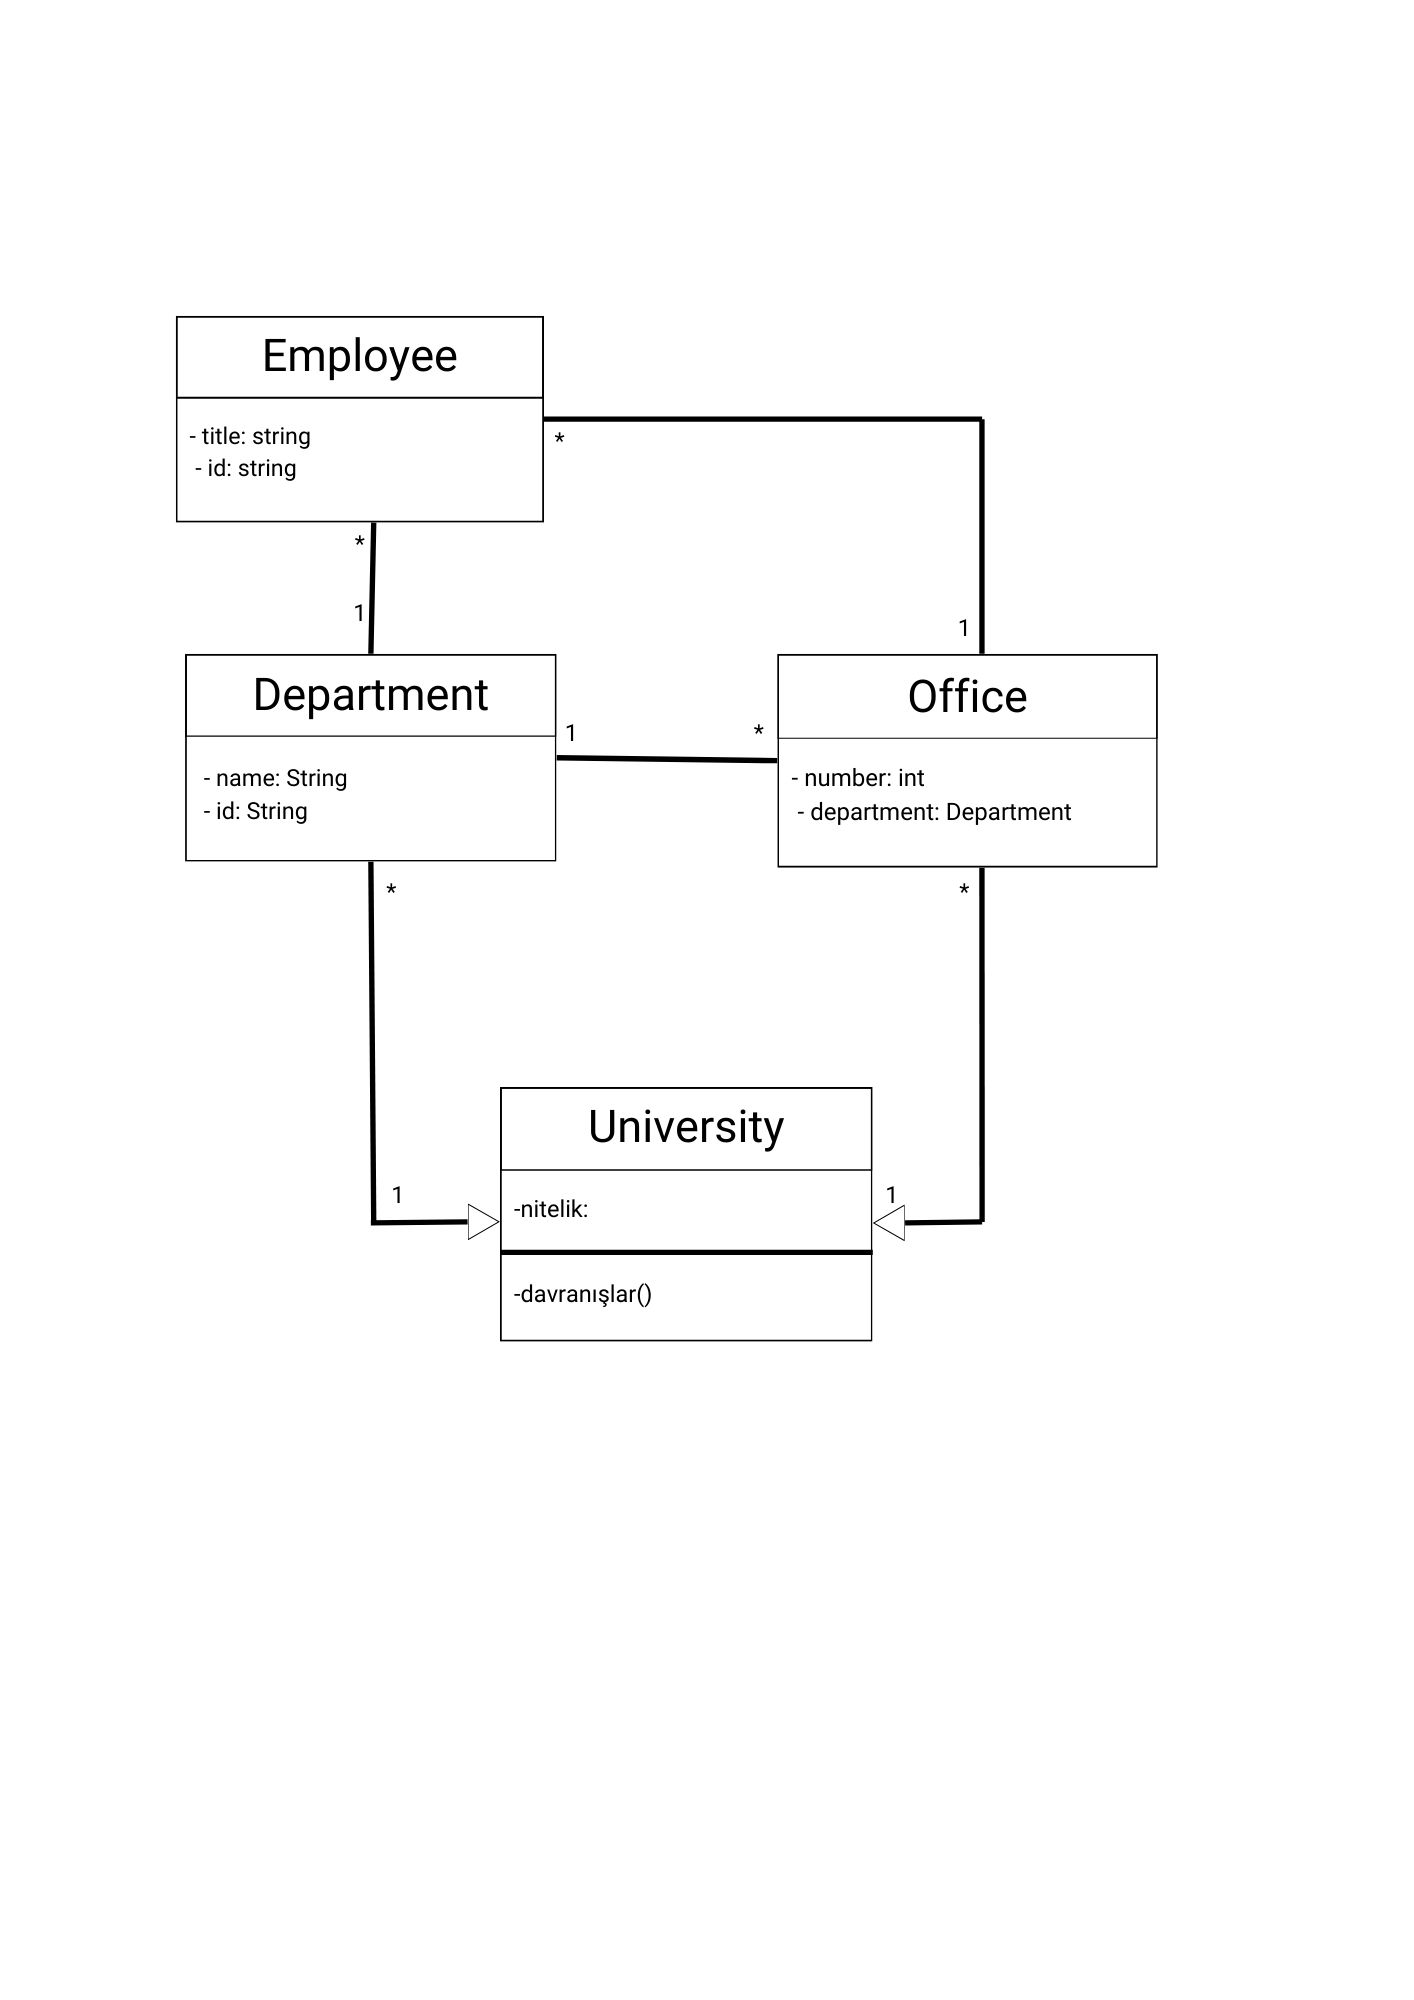 Employee
- title: string
- id: string
*
*
1
1
Department
- name: String
- id: String
1
*
Office
- number: int
- department: Department
*
*
University
1
1
-nitelik:
-davranışlar()